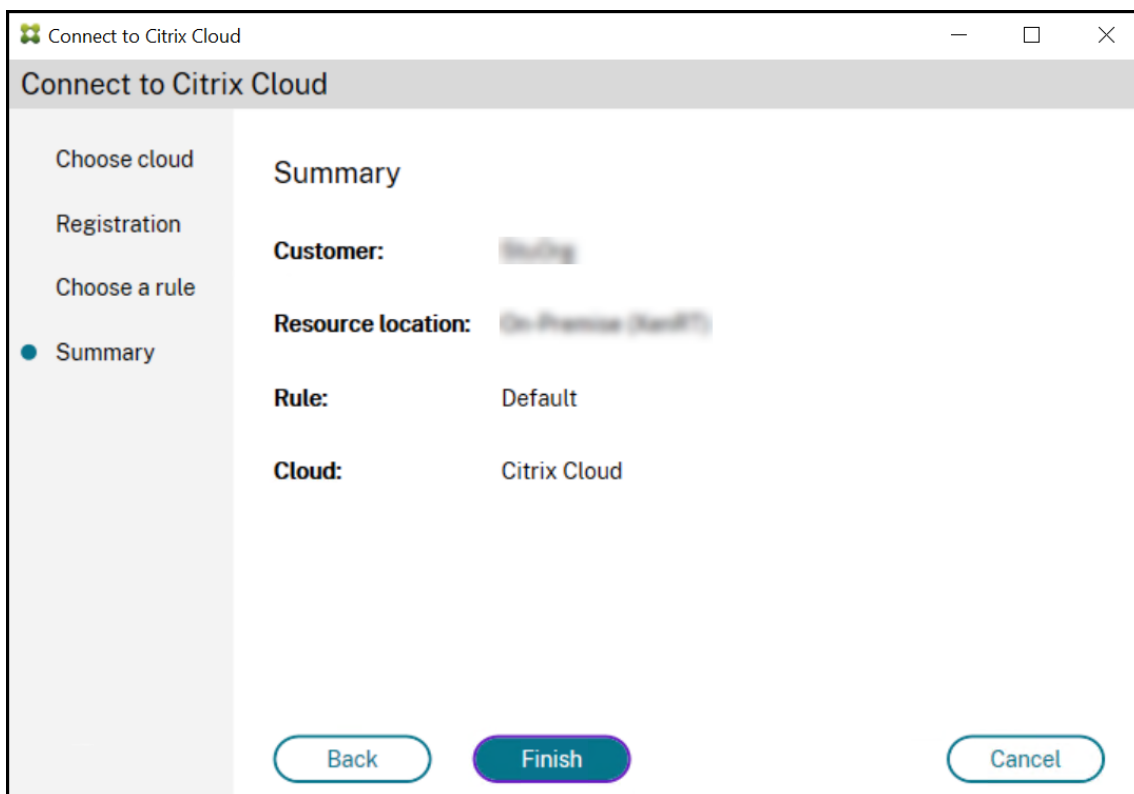 Connect to Citrix Cloud
Connect to Citrix Cloud
Choose cloud
Registration
Choose a rule
Summary
Summary
Customer:
Resource location:
Rule: Default
Cloud: Citrix Cloud
Back Finish Cancel